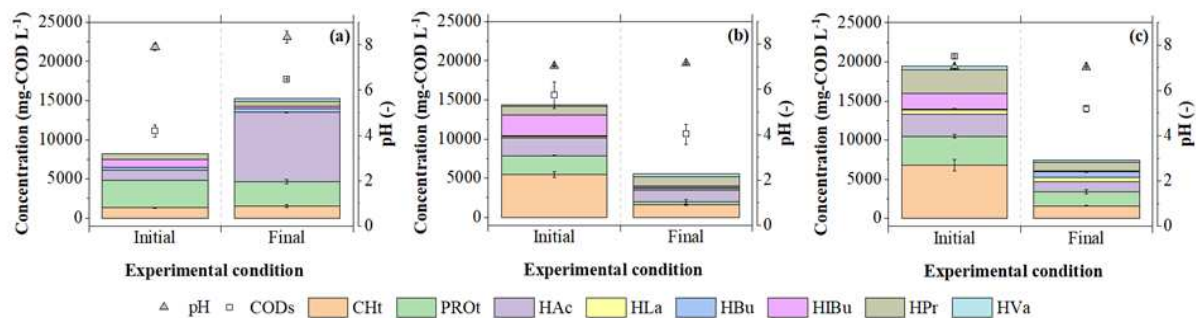 (a)
Concentration (mg-COD L⁻¹)
25000
20000
15000
10000
5000
0
8
6
4
2
0
pH (-)
Initial Final
Experimental condition
(b)
Concentration (mg-COD L⁻¹)
25000
20000
15000
10000
5000
0
8
6
4
2
0
pH (-)
Initial Final
Experimental condition
(c)
Concentration (mg-COD L⁻¹)
25000
20000
15000
10000
5000
0
8
6
4
2
0
pH (-)
Initial Final
Experimental condition
pH CODs CHt PROt HAc HLa HBu HIBu HPr HVa